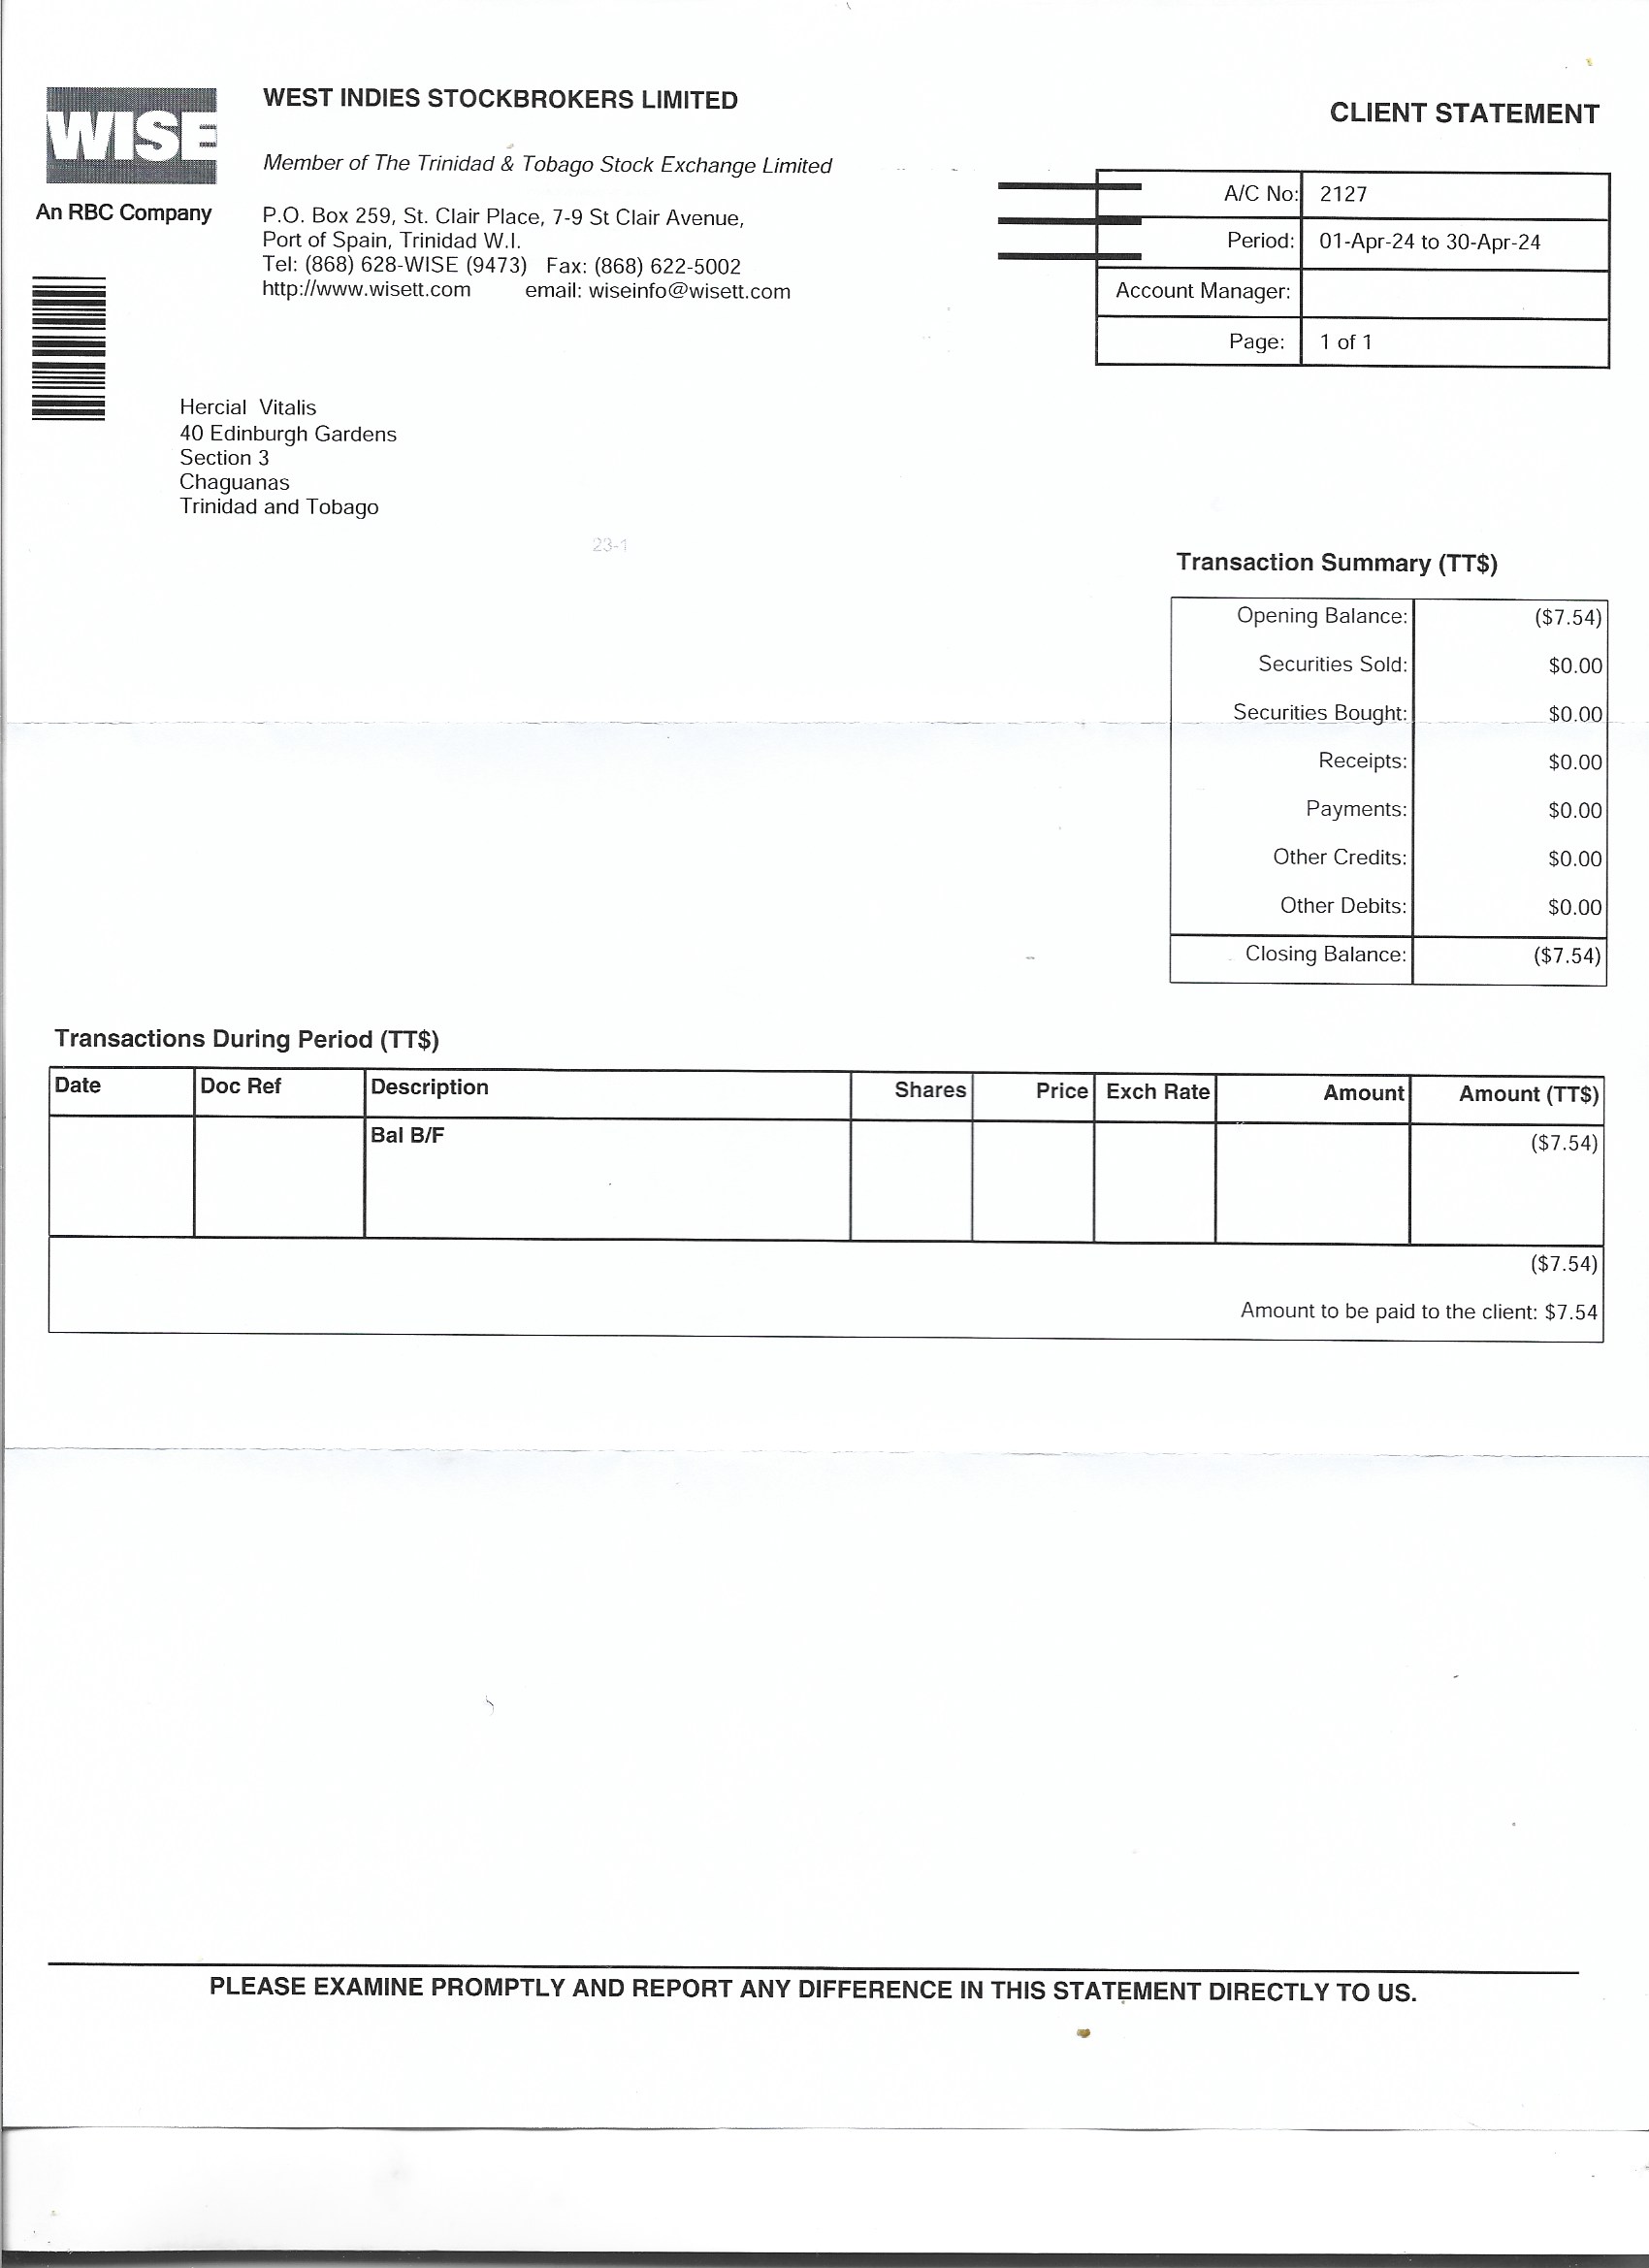 WISE
An RBC Company
WEST INDIES STOCKBROKERS LIMITED
Member of The Trinidad & Tobago Stock Exchange Limited
P.O. Box 259, St. Clair Place, 7-9 St Clair Avenue,
Port of Spain, Trinidad W.I.
Tel: (868) 628-WISE (9473) Fax: (868) 622-5002
http://www.wisett.com email: wiseinfo@wisett.com
CLIENT STATEMENT
A/C No: 2127
Period: 01-Apr-24 to 30-Apr-24
Account Manager:
Page: 1 of 1
Hercial Vitalis
40 Edinburgh Gardens
Section 3
Chaguanas
Trinidad and Tobago
23-1
Transaction Summary (TT$)
Opening Balance: ($7.54)
Securities Sold: $0.00
Securities Bought: $0.00
Receipts: $0.00
Payments: $0.00
Other Credits: $0.00
Other Debits: $0.00
Closing Balance: ($7.54)
Transactions During Period (TT$)
Date Doc Ref Description Shares Price Exch Rate Amount Amount (TT$)
Bal B/F ($7.54)
($7.54)
Amount to be paid to the client: $7.54
PLEASE EXAMINE PROMPTLY AND REPORT ANY DIFFERENCE IN THIS STATEMENT DIRECTLY TO US.